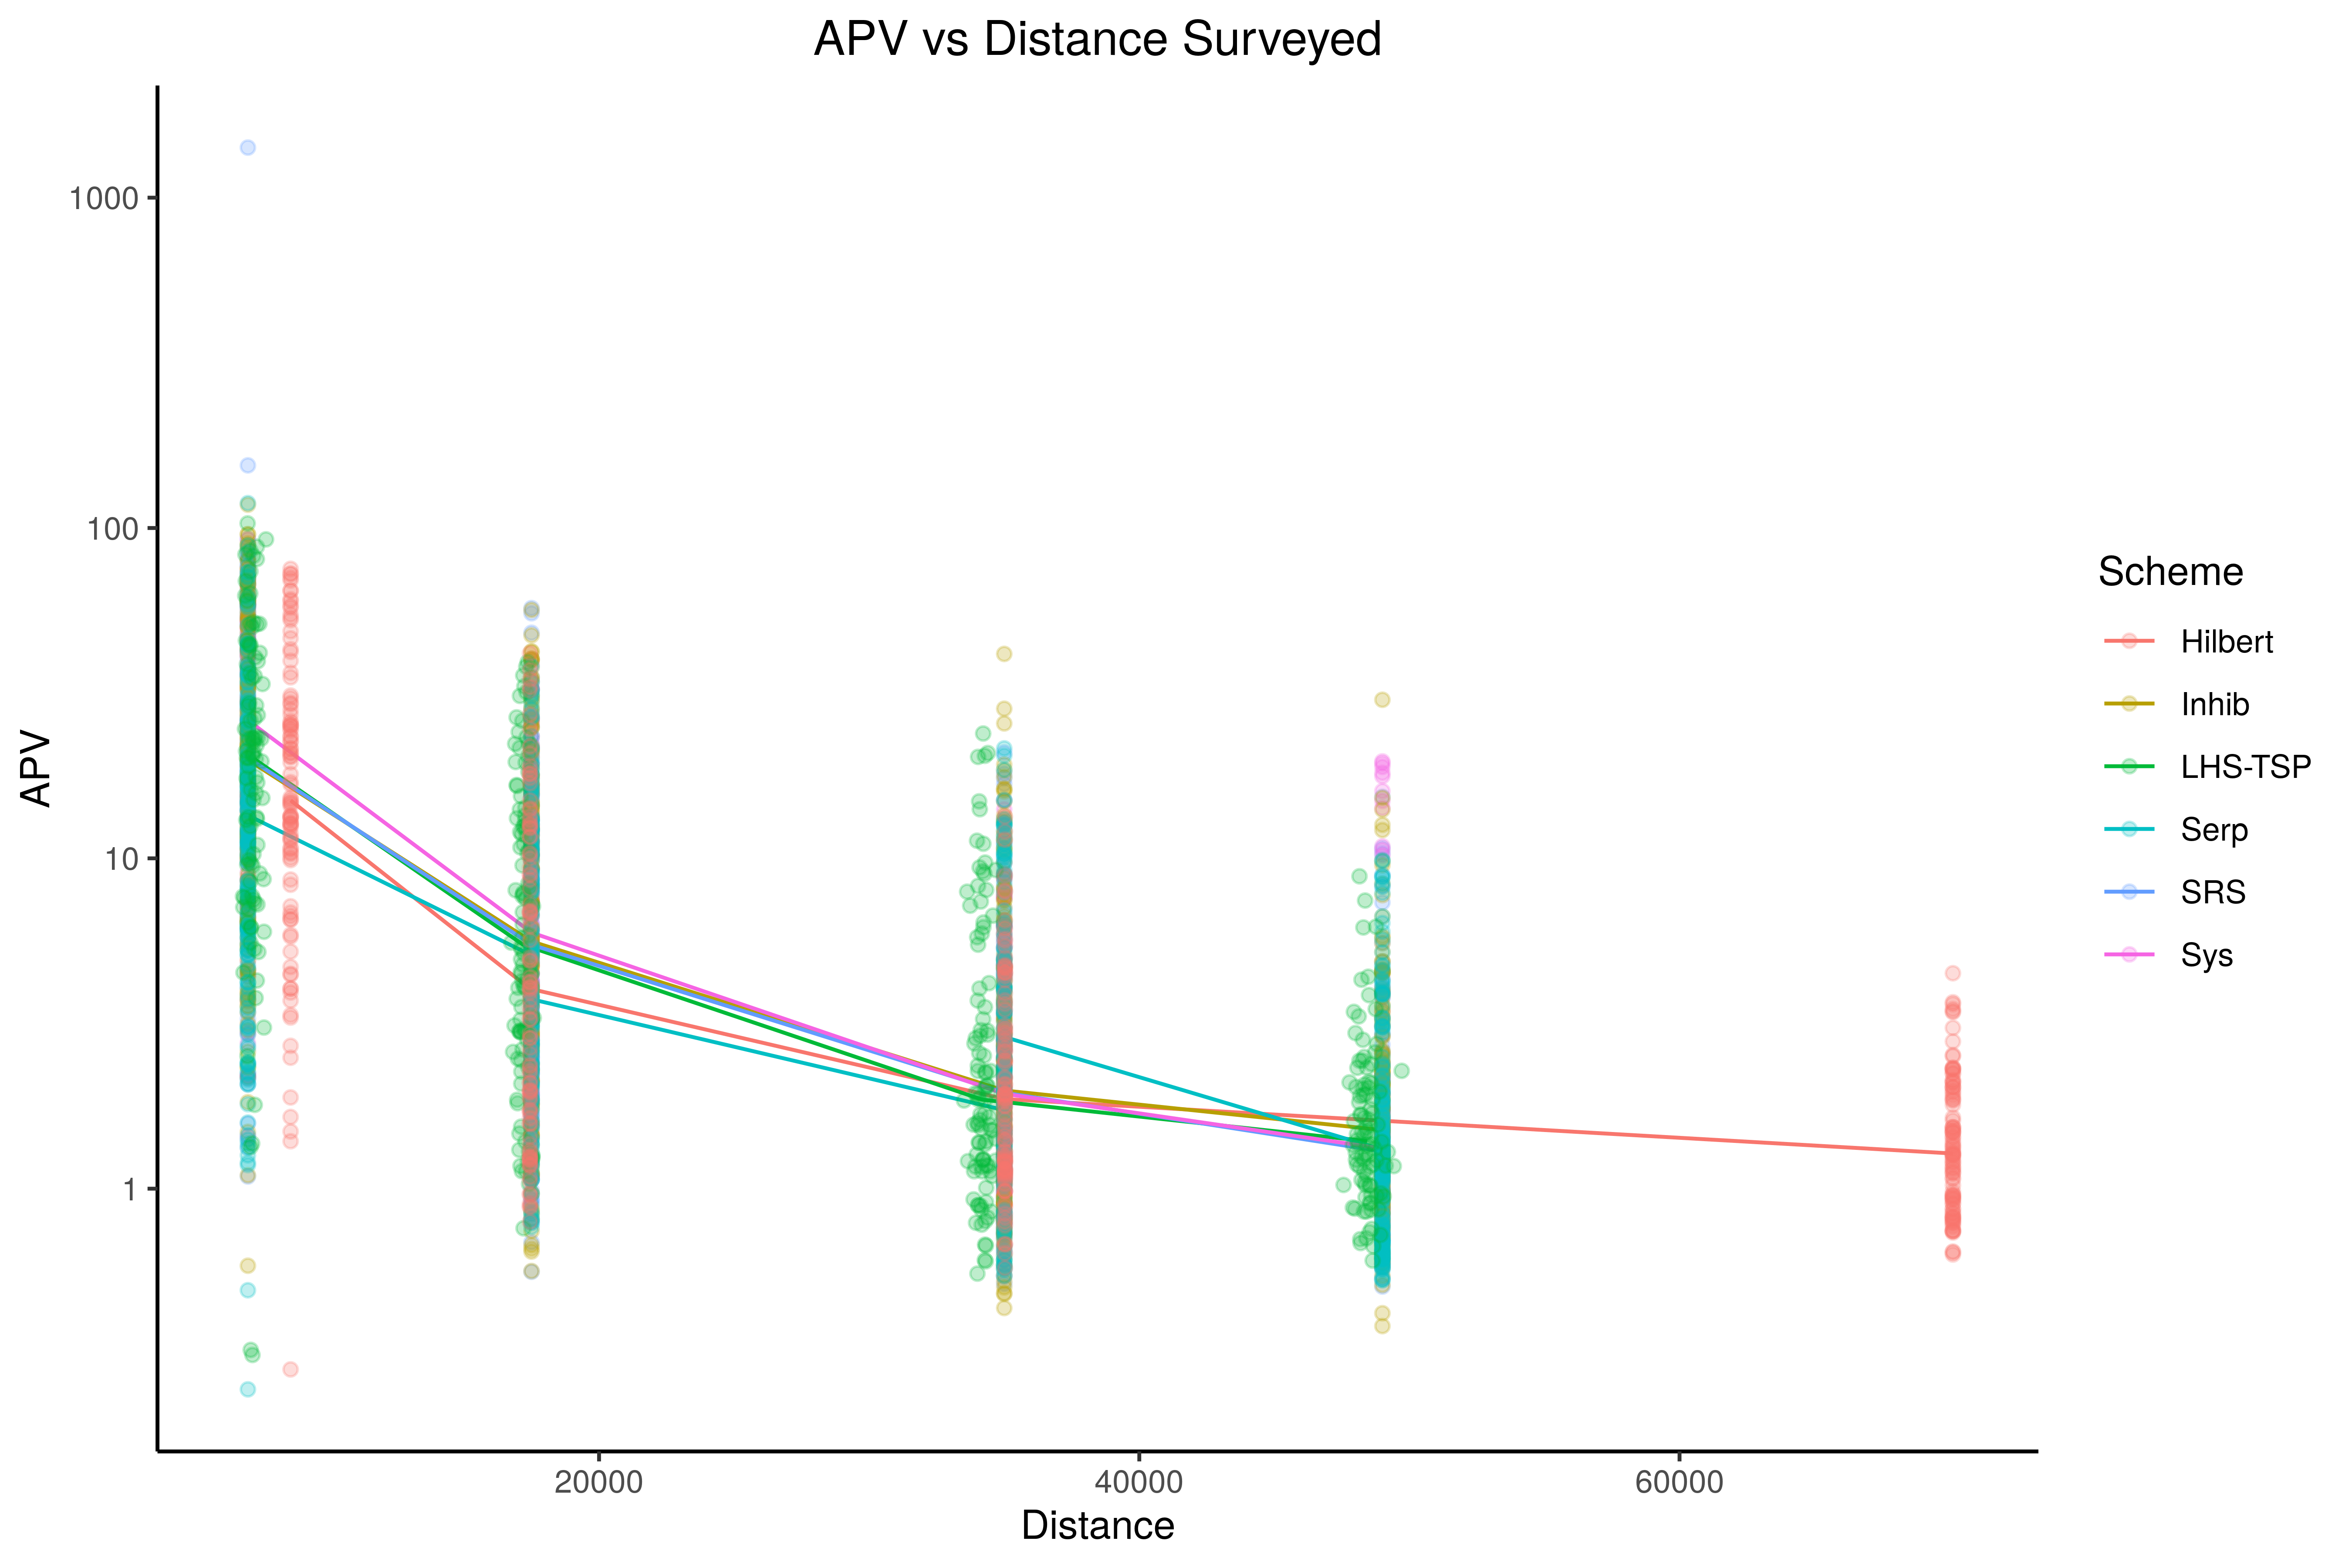 APV vs Distance Surveyed
1000
100
10
1
APV
20000
40000
60000
Distance
Scheme
Hilbert
Inhib
LHS-TSP
Serp
SRS
Sys